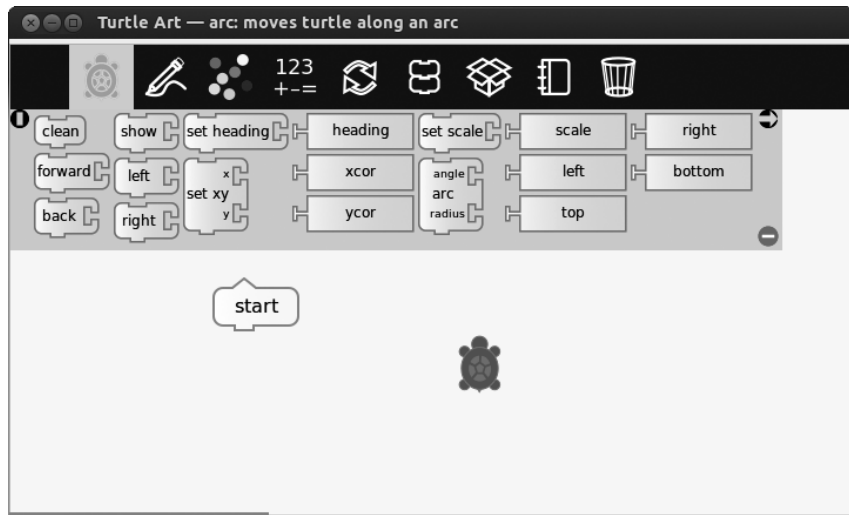 Turtle Art — arc: moves turtle along an arc
123
+-=
clean show set heading heading set scale scale right
forward left x set xy y xcor angle arc radius left bottom
back right ycor top
start